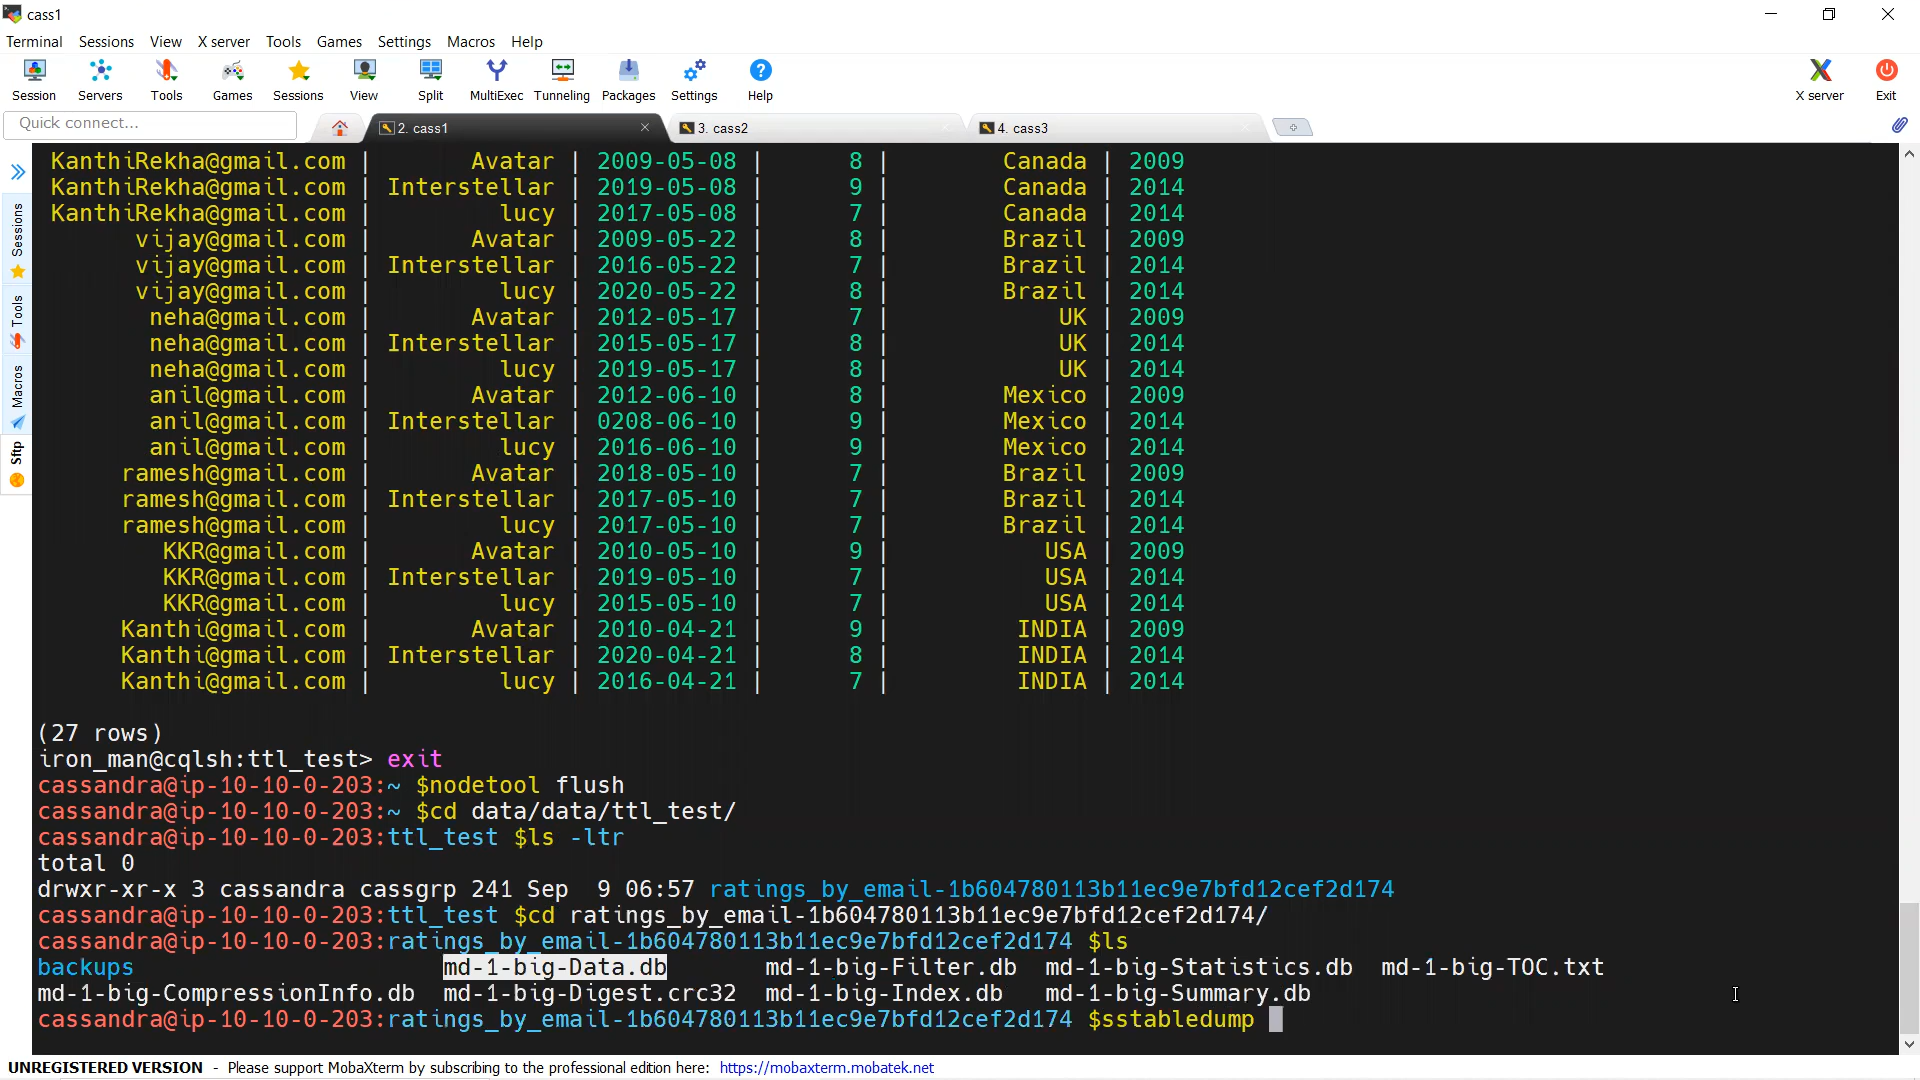 cass1
Terminal Sessions View X server Tools Games Settings Macros Help
Session Servers Tools Games Sessions View Split MultiExec Tunneling Packages Settings Help X server Exit
Quick connect... 2. cass1 3. cass2 4. cass3
Sessions
Tools
Macros
Sftp
KanthiRekha@gmail.com | Avatar | 2009-05-08 | 8 | Canada | 2009
KanthiRekha@gmail.com | Interstellar | 2019-05-08 | 9 | Canada | 2014
KanthiRekha@gmail.com | lucy | 2017-05-08 | 7 | Canada | 2014
vijay@gmail.com | Avatar | 2009-05-22 | 8 | Brazil | 2009
vijay@gmail.com | Interstellar | 2016-05-22 | 7 | Brazil | 2014
vijay@gmail.com | lucy | 2020-05-22 | 8 | Brazil | 2014
neha@gmail.com | Avatar | 2012-05-17 | 7 | UK | 2009
neha@gmail.com | Interstellar | 2015-05-17 | 8 | UK | 2014
neha@gmail.com | lucy | 2019-05-17 | 8 | UK | 2014
anil@gmail.com | Avatar | 2012-06-10 | 8 | Mexico | 2009
anil@gmail.com | Interstellar | 0208-06-10 | 9 | Mexico | 2014
anil@gmail.com | lucy | 2016-06-10 | 9 | Mexico | 2014
ramesh@gmail.com | Avatar | 2018-05-10 | 7 | Brazil | 2009
ramesh@gmail.com | Interstellar | 2017-05-10 | 7 | Brazil | 2014
ramesh@gmail.com | lucy | 2017-05-10 | 7 | Brazil | 2014
KKR@gmail.com | Avatar | 2010-05-10 | 9 | USA | 2009
KKR@gmail.com | Interstellar | 2019-05-10 | 7 | USA | 2014
KKR@gmail.com | lucy | 2015-05-10 | 7 | USA | 2014
Kanthi@gmail.com | Avatar | 2010-04-21 | 9 | INDIA | 2009
Kanthi@gmail.com | Interstellar | 2020-04-21 | 8 | INDIA | 2014
Kanthi@gmail.com | lucy | 2016-04-21 | 7 | INDIA | 2014
(27 rows)
iron_man@cqlsh:ttl_test> exit
cassandra@ip-10-10-0-203:~ $nodetool flush
cassandra@ip-10-10-0-203:~ $cd data/data/ttl_test/
cassandra@ip-10-10-0-203:ttl_test $ls -ltr
total 0
drwxr-xr-x 3 cassandra cassgrp 241 Sep  9 06:57 ratings_by_email-1b604780113b11ec9e7bfd12cef2d174
cassandra@ip-10-10-0-203:ttl_test $cd ratings_by_email-1b604780113b11ec9e7bfd12cef2d174/
cassandra@ip-10-10-0-203:ratings_by_email-1b604780113b11ec9e7bfd12cef2d174 $ls
backups md-1-big-Data.db md-1-big-Filter.db md-1-big-Statistics.db md-1-big-TOC.txt
md-1-big-CompressionInfo.db md-1-big-Digest.crc32 md-1-big-Index.db md-1-big-Summary.db
cassandra@ip-10-10-0-203:ratings_by_email-1b604780113b11ec9e7bfd12cef2d174 $sstabledump
UNREGISTERED VERSION - Please support MobaXterm by subscribing to the professional edition here: https://mobaxterm.mobatek.net